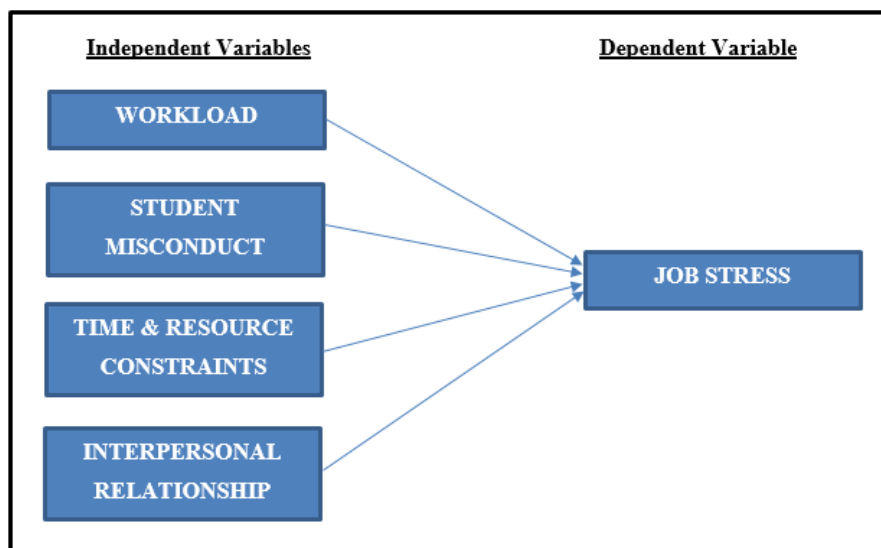 Independent Variables
Dependent Variable
WORKLOAD
STUDENT
MISCONDUCT
TIME & RESOURCE
CONSTRAINTS
INTERPERSONAL
RELATIONSHIP
JOB STRESS